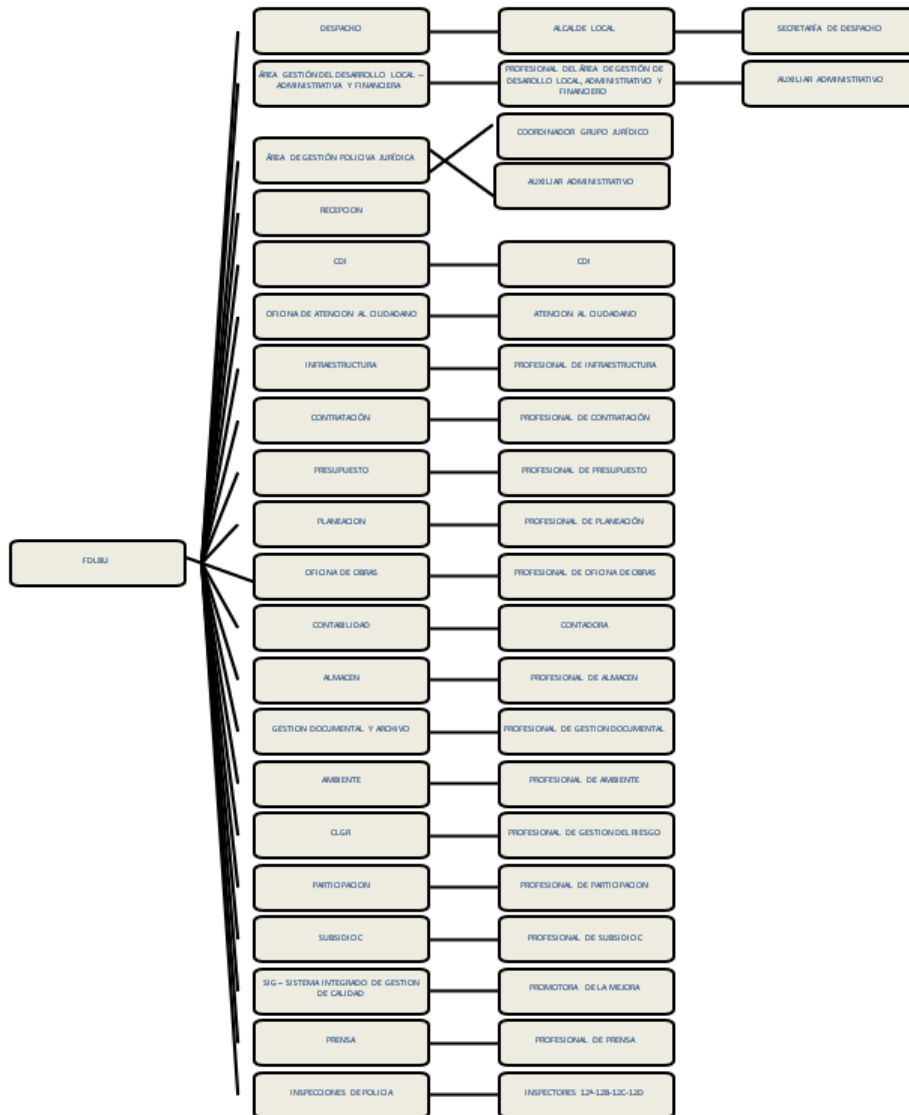 DESPACHO
ALCALDE LOCAL
SECRETARÍA DE DESPACHO
ÁREA GESTIÓN DEL DESARROLLO LOCAL –
ADMINISTRATIVA Y FINANCIERA
PROFESIONAL DEL ÁREA DE GESTIÓN DE
DESAROLLO LOCAL, ADMINISTRATIVO Y
FINANCIERO
AUXILIAR ADMINISTRATIVO
ÁREA DE GESTIÓN POLICIVA JURÍDICA
COORDINADOR GRUPO JURÍDICO
AUXILIAR ADMINISTRATIVO
RECEPCION
CDI
CDI
OFICINA DE ATENCION AL CIUDADANO
ATENCION AL CIUDADANO
INFRAESTRUCTURA
PROFESIONAL DE INFRAESTRUCTURA
CONTRATACIÓN
PROFESIONAL DE CONTRATACIÓN
PRESUPUESTO
PROFESIONAL DE PRESUPUESTO
PLANEACION
PROFESIONAL DE PLANEACIÓN
FDLBU
OFICINA DE OBRAS
PROFESIONAL DE OFICINA DE OBRAS
CONTABILIDAD
CONTADORA
ALMACEN
PROFESIONAL DE ALMACEN
GESTION DOCUMENTAL Y ARCHIVO
PROFESIONAL DE GESTION DOCUMENTAL
AMBIENTE
PROFESIONAL DE AMBIENTE
CLGR
PROFESIONAL DE GESTION DEL RIESGO
PARTICIPACION
PROFESIONAL DE PARTICIPACION
SUBSIDIO C
PROFESIONAL DE SUBSIDIO C
SIG – SISTEMA INTEGRADO DE GESTION
DE CALIDAD
PROMOTORA DE LA MEJORA
PRENSA
PROFESIONAL DE PRENSA
INSPECCIONES DE POLICIA
INSPECTORES 12ª-12B-12C-12D